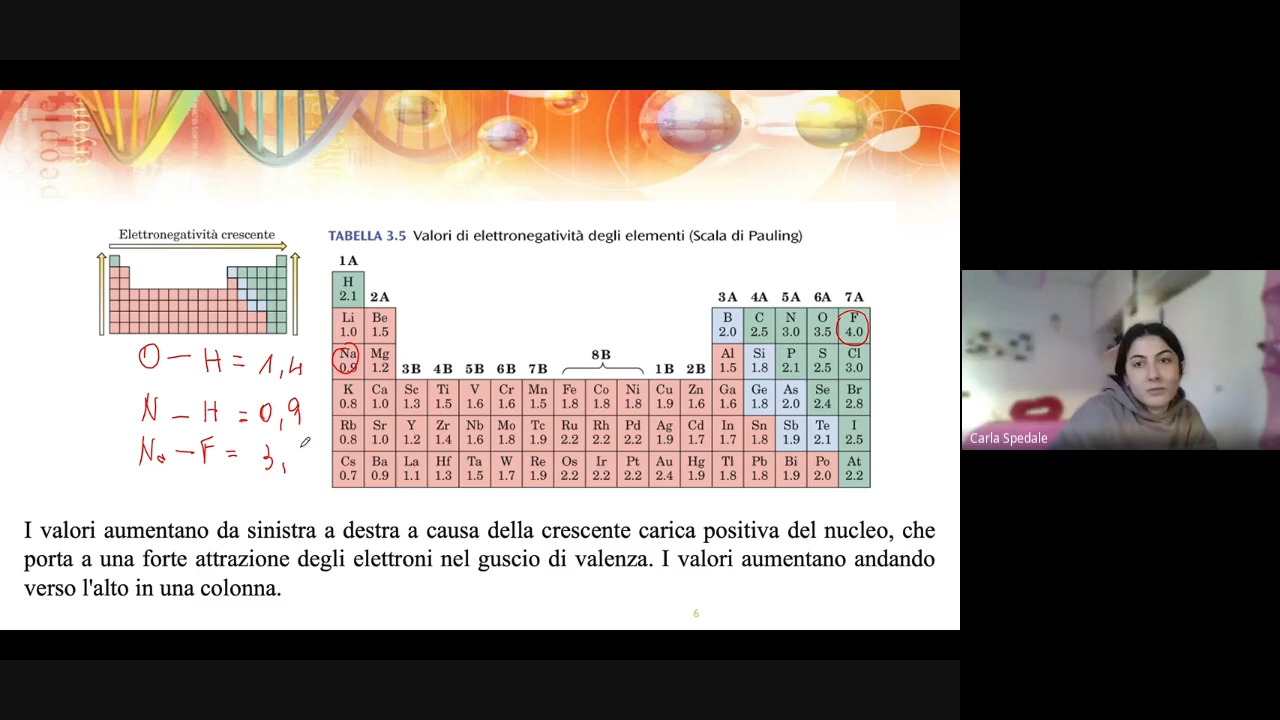 people
eryone
Elettronegatività crescente
TABELLA 3.5 Valori di elettronegatività degli elementi (Scala di Pauling)
1A
H
2.1
2A
3A 4A 5A 6A 7A
Li Be B C N O F
1.0 1.5 2.0 2.5 3.0 3.5 4.0
Na Mg Al Si P S Cl
0.9 1.2 3B 4B 5B 6B 7B 8B 1B 2B 1.5 1.8 2.1 2.5 3.0
K Ca Sc Ti V Cr Mn Fe Co Ni Cu Zn Ga Ge As Se Br
0.8 1.0 1.3 1.5 1.6 1.6 1.5 1.8 1.8 1.8 1.9 1.6 1.6 1.8 2.0 2.4 2.8
Rb Sr Y Zr Nb Mo Tc Ru Rh Pd Ag Cd In Sn Sb Te I
0.8 1.0 1.2 1.4 1.6 1.8 1.9 2.2 2.2 2.2 1.9 1.7 1.7 1.8 1.9 2.1 2.5
Cs Ba La Hf Ta W Re Os Ir Pt Au Hg Tl Pb Bi Po At
0.7 0.9 1.1 1.3 1.5 1.7 1.9 2.2 2.2 2.2 2.4 1.9 1.8 1.8 1.9 2.0 2.2
O – H = 1,4
N – H = 0,9
Na – F = 3,
I valori aumentano da sinistra a destra a causa della crescente carica positiva del nucleo, che
porta a una forte attrazione degli elettroni nel guscio di valenza. I valori aumentano andando
verso l'alto in una colonna.
6
Carla Spedale